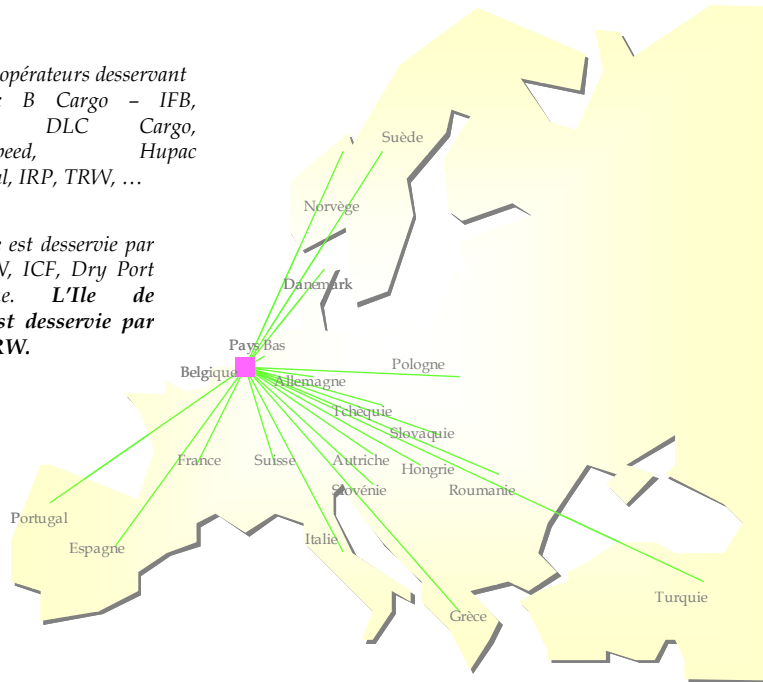 opérateurs desservant
: B Cargo – IFB,
DLC Cargo,
peed, Hupac
l, IRP, TRW, …
est desservie par
, ICF, Dry Port
e. L'Ile de
st desservie par
RW.
Suède
Norvège
Danemark
Pays Bas
Belgique
Pologne
Allemagne
Tchéquie
Slovaquie
France
Suisse
Autriche
Hongrie
Slovénie
Roumanie
Portugal
Espagne
Italie
Turquie
Grèce